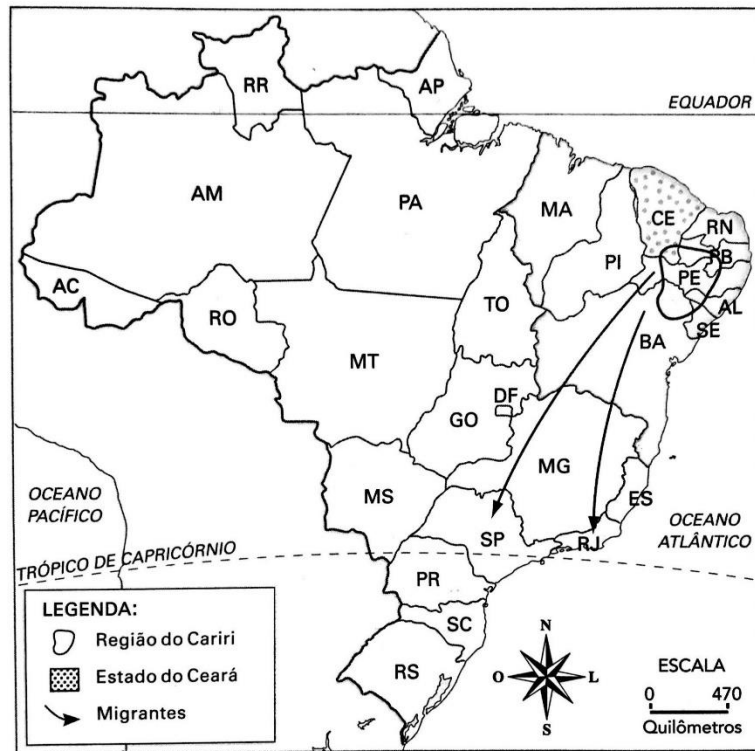 RR
AP
EQUADOR
AM
PA
MA
CE
RN
PB
PI
PE
AC
AL
TO
SE
RO
BA
MT
DF
GO
MG
OCEANO
PACÍFICO
MS
ES
OCEANO
ATLÂNTICO
SP
RJ
TRÓPICO DE CAPRICÓRNIO
PR
LEGENDA:
SC
Região do Cariri
N
ESCALA
RS
Estado do Ceará
O
L
0 470
Migrantes
S
Quilômetros